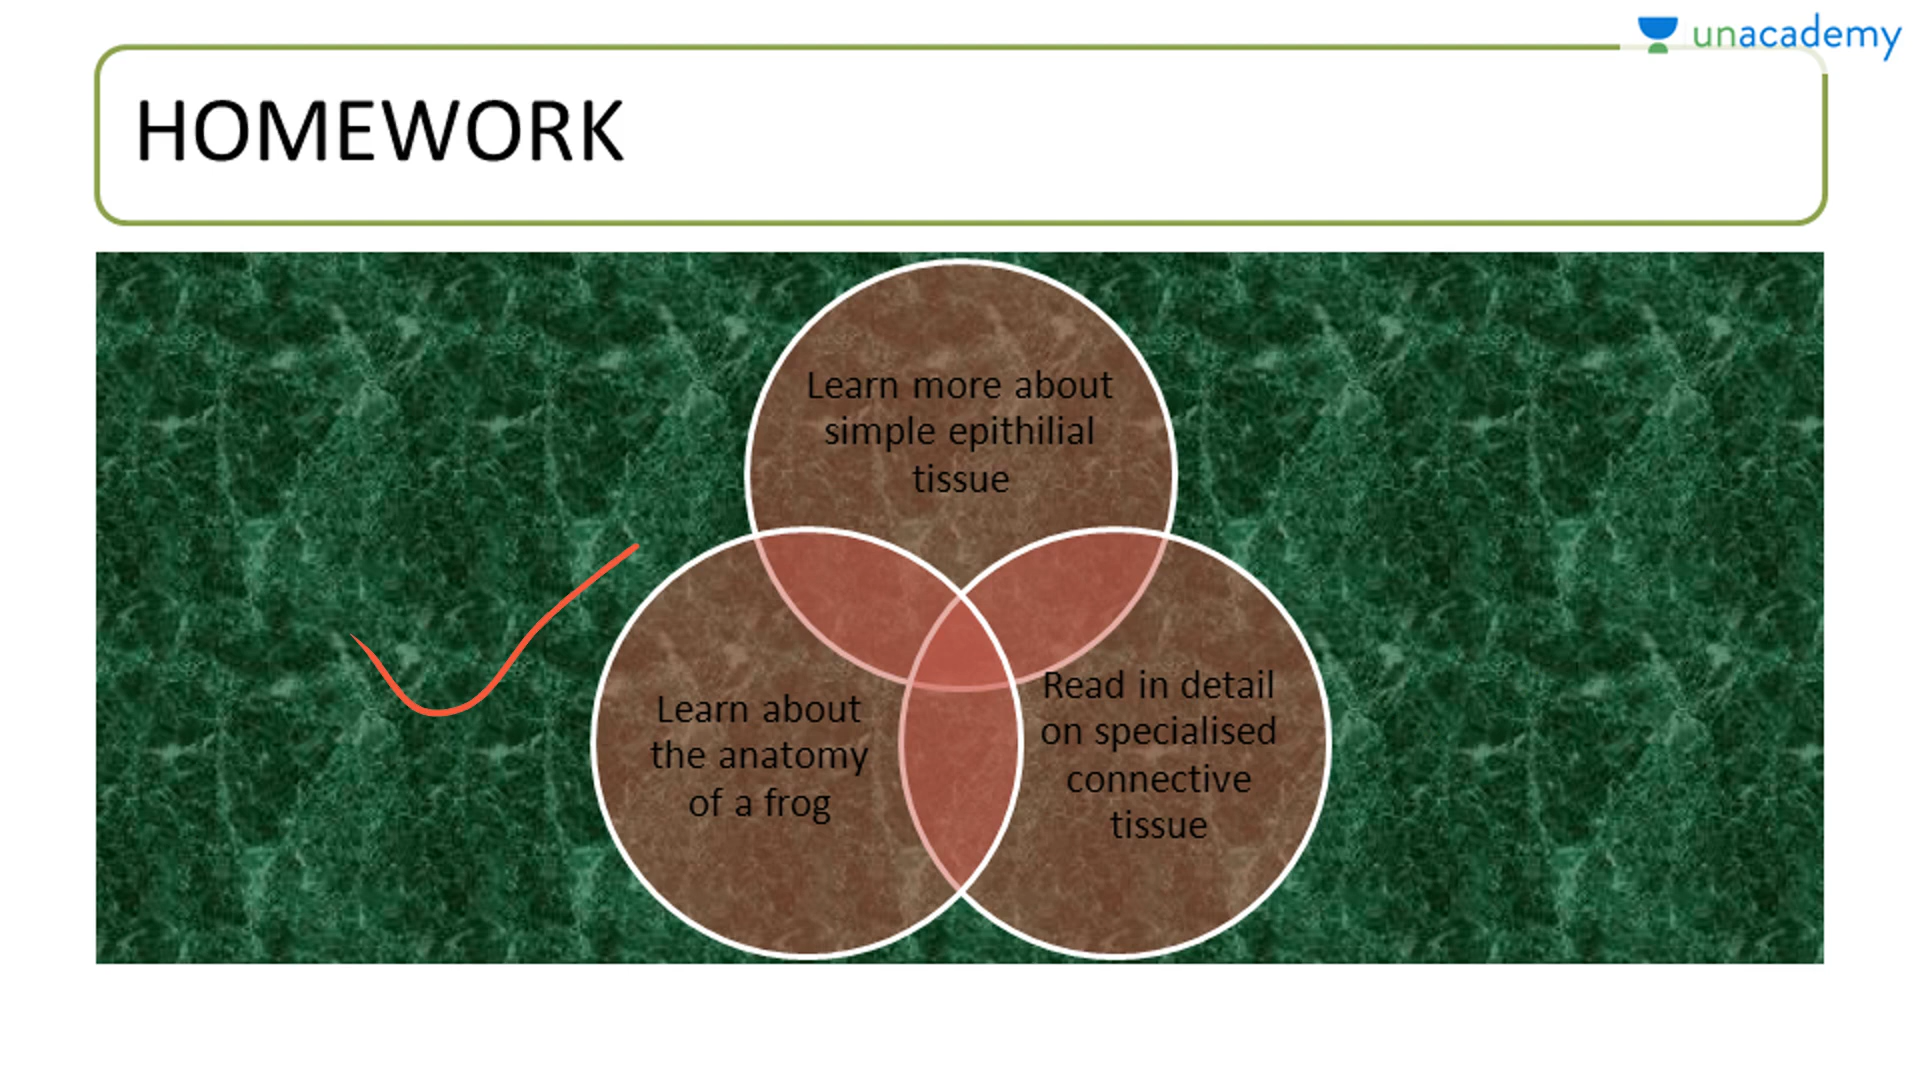 unacademy
HOMEWORK
Learn more about
simple epithilial
tissue
Learn about
the anatomy
of a frog
Read in detail
on specialised
connective
tissue